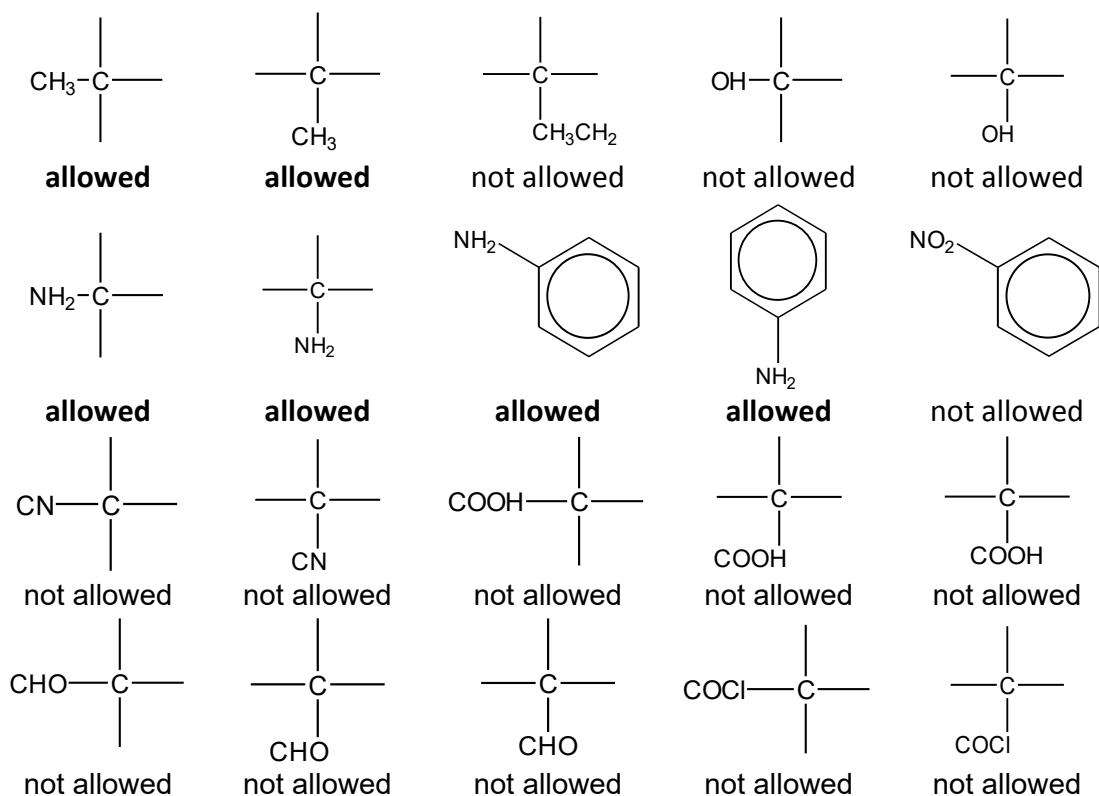 CH₃ C
allowed
C
CH₃
allowed
C
CH₃CH₂
not allowed
OH C
not allowed
C
OH
not allowed
NH₂ C
allowed
C
NH₂
allowed
NH₂
allowed
NH₂
allowed
NO₂
not allowed
CN C
not allowed
C
CN
not allowed
COOH C
not allowed
C
COOH
not allowed
C
COOH
not allowed
CHO C
not allowed
C
CHO
not allowed
C
CHO
not allowed
COCl C
not allowed
C
COCl
not allowed